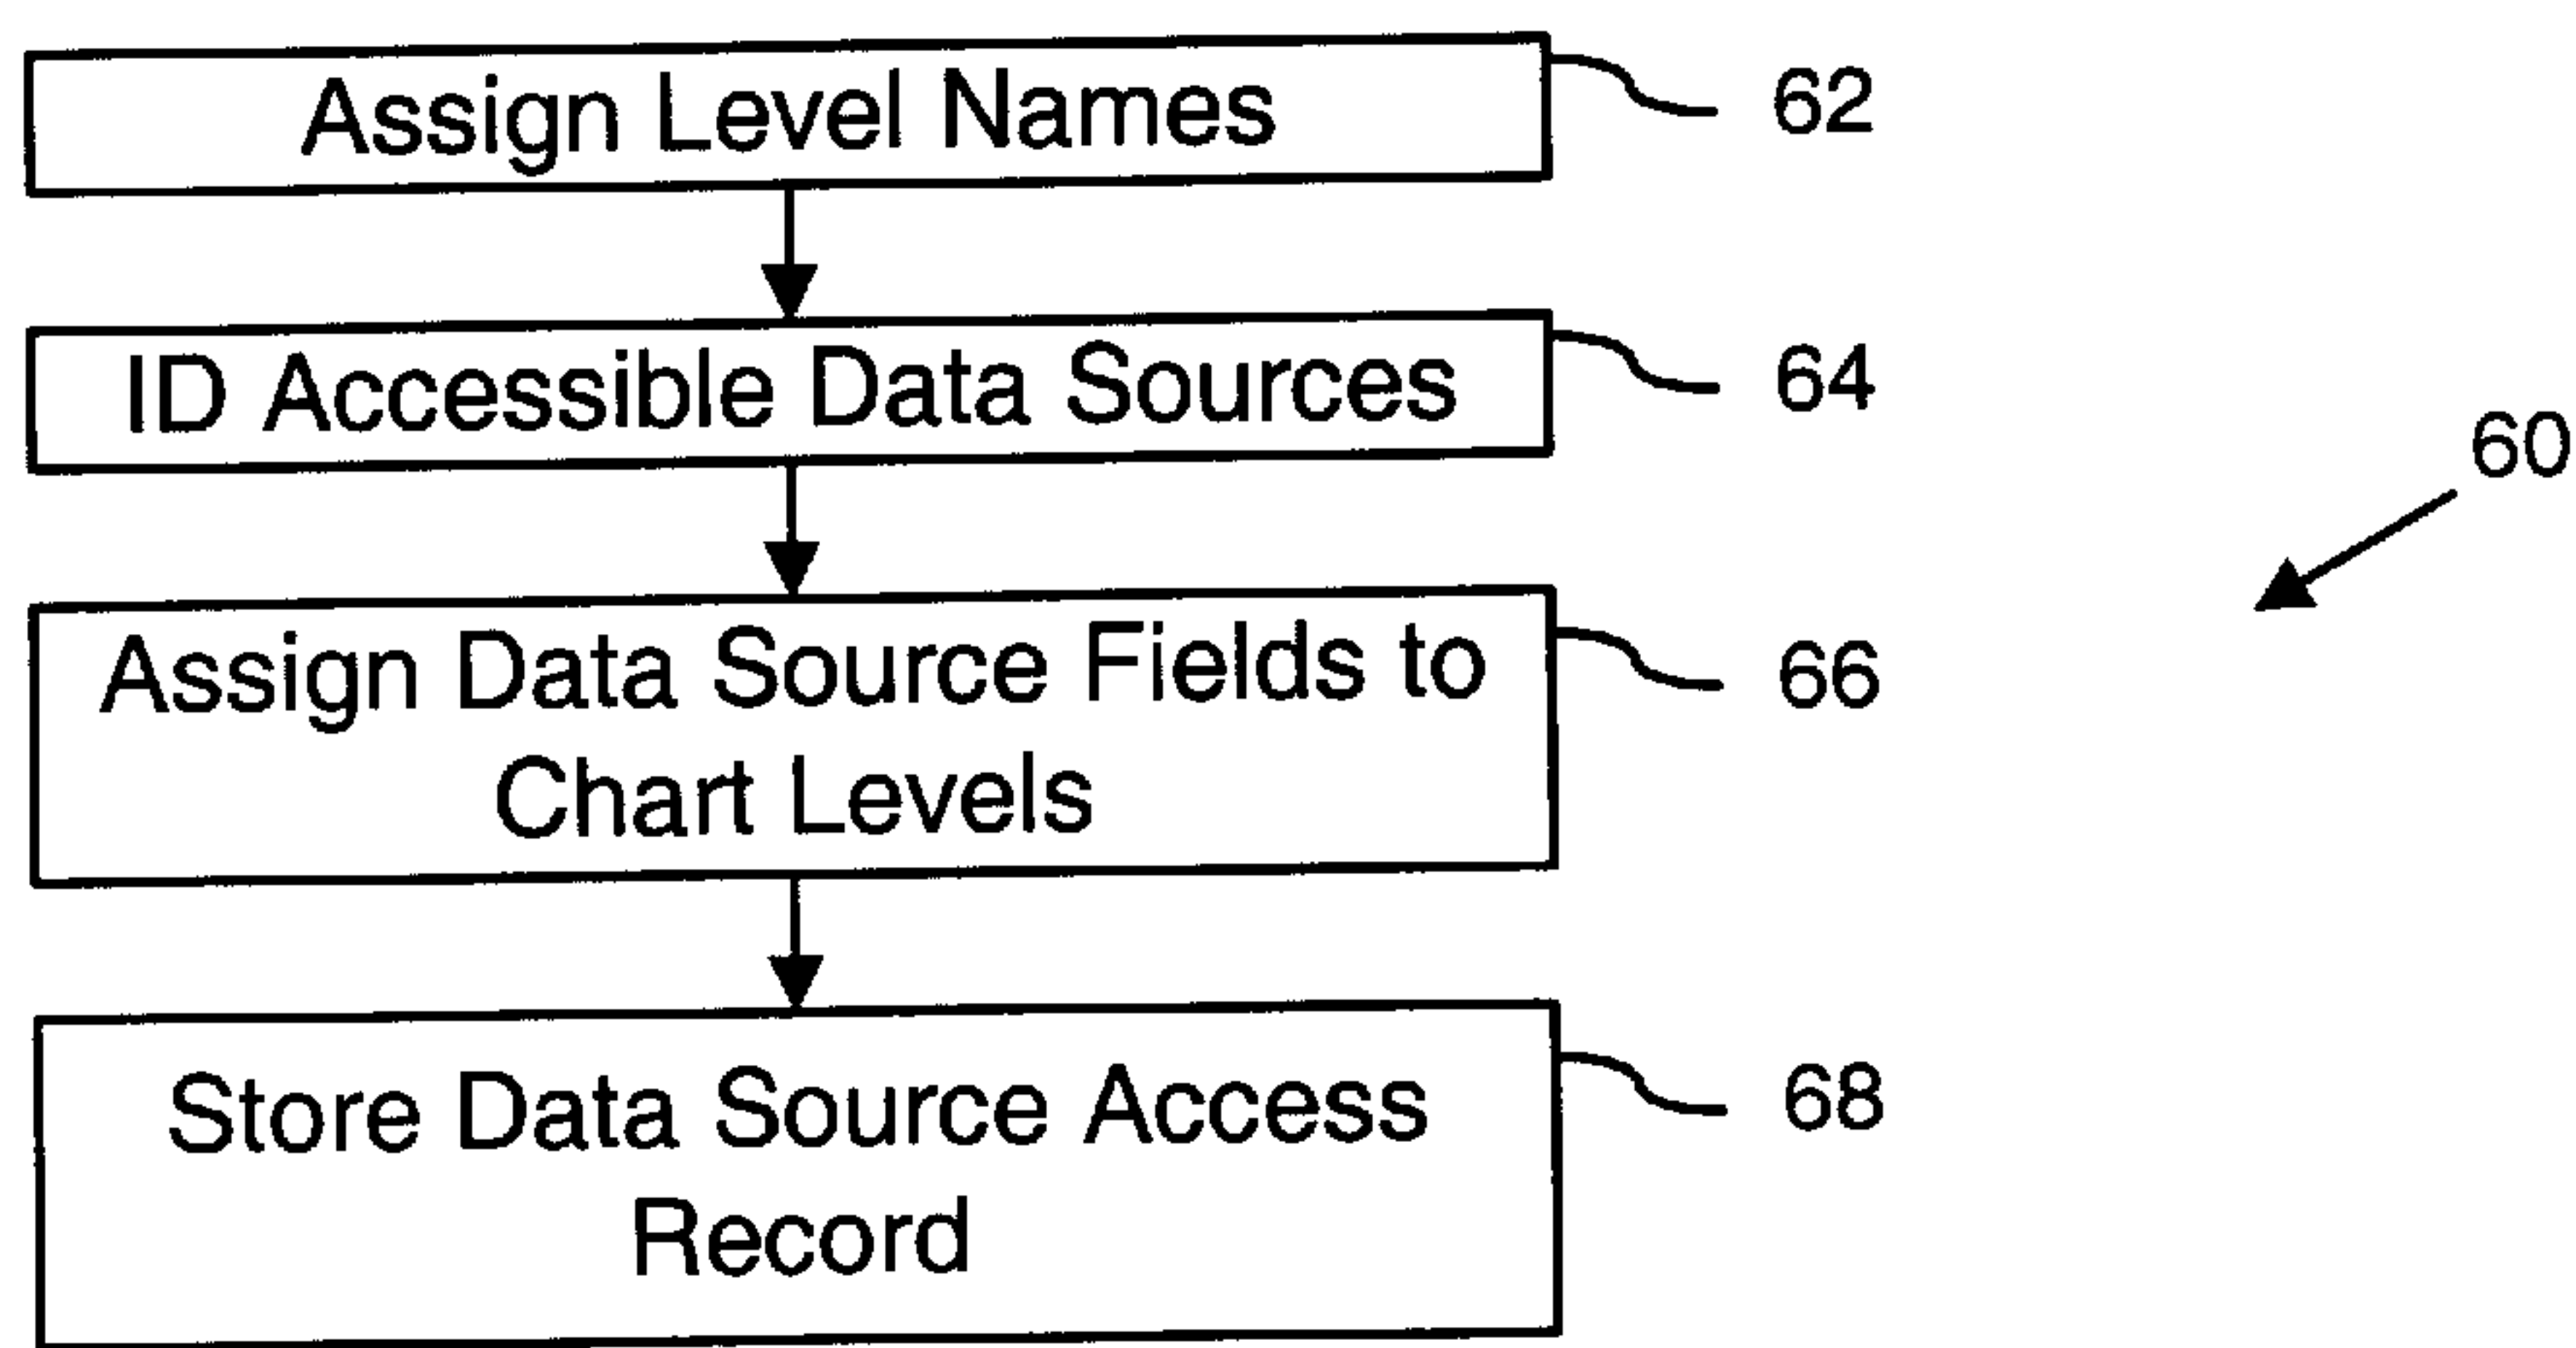 Assign Level Names
62
ID Accessible Data Sources
64
60
Assign Data Source Fields to
Chart Levels
66
Store Data Source Access
Record
68